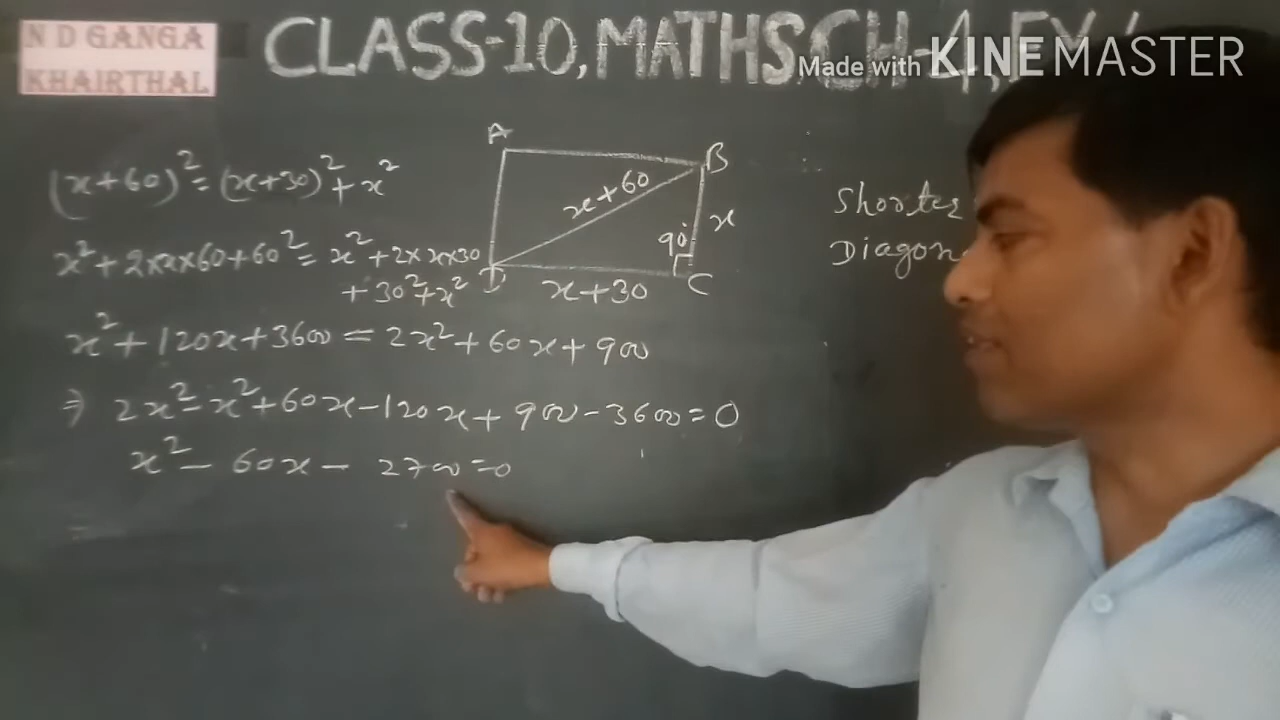 N D GANGA
KHAIRTHAL
CLASS-10, MATHS, CH-4, EX
Made with KINEMASTER
(x+60)² = (x+30)² + x²
x² + 2×x×60 + 60² = x² + 2×x×30
+ 30² + x²
x² + 120x + 3600 = 2x² + 60x + 900
⇒ 2x² - x² + 60x - 120x + 900 - 3600 = 0
x² - 60x - 2700 = 0
A
B
x+60
x
90°
D
x+30
C
Shorter